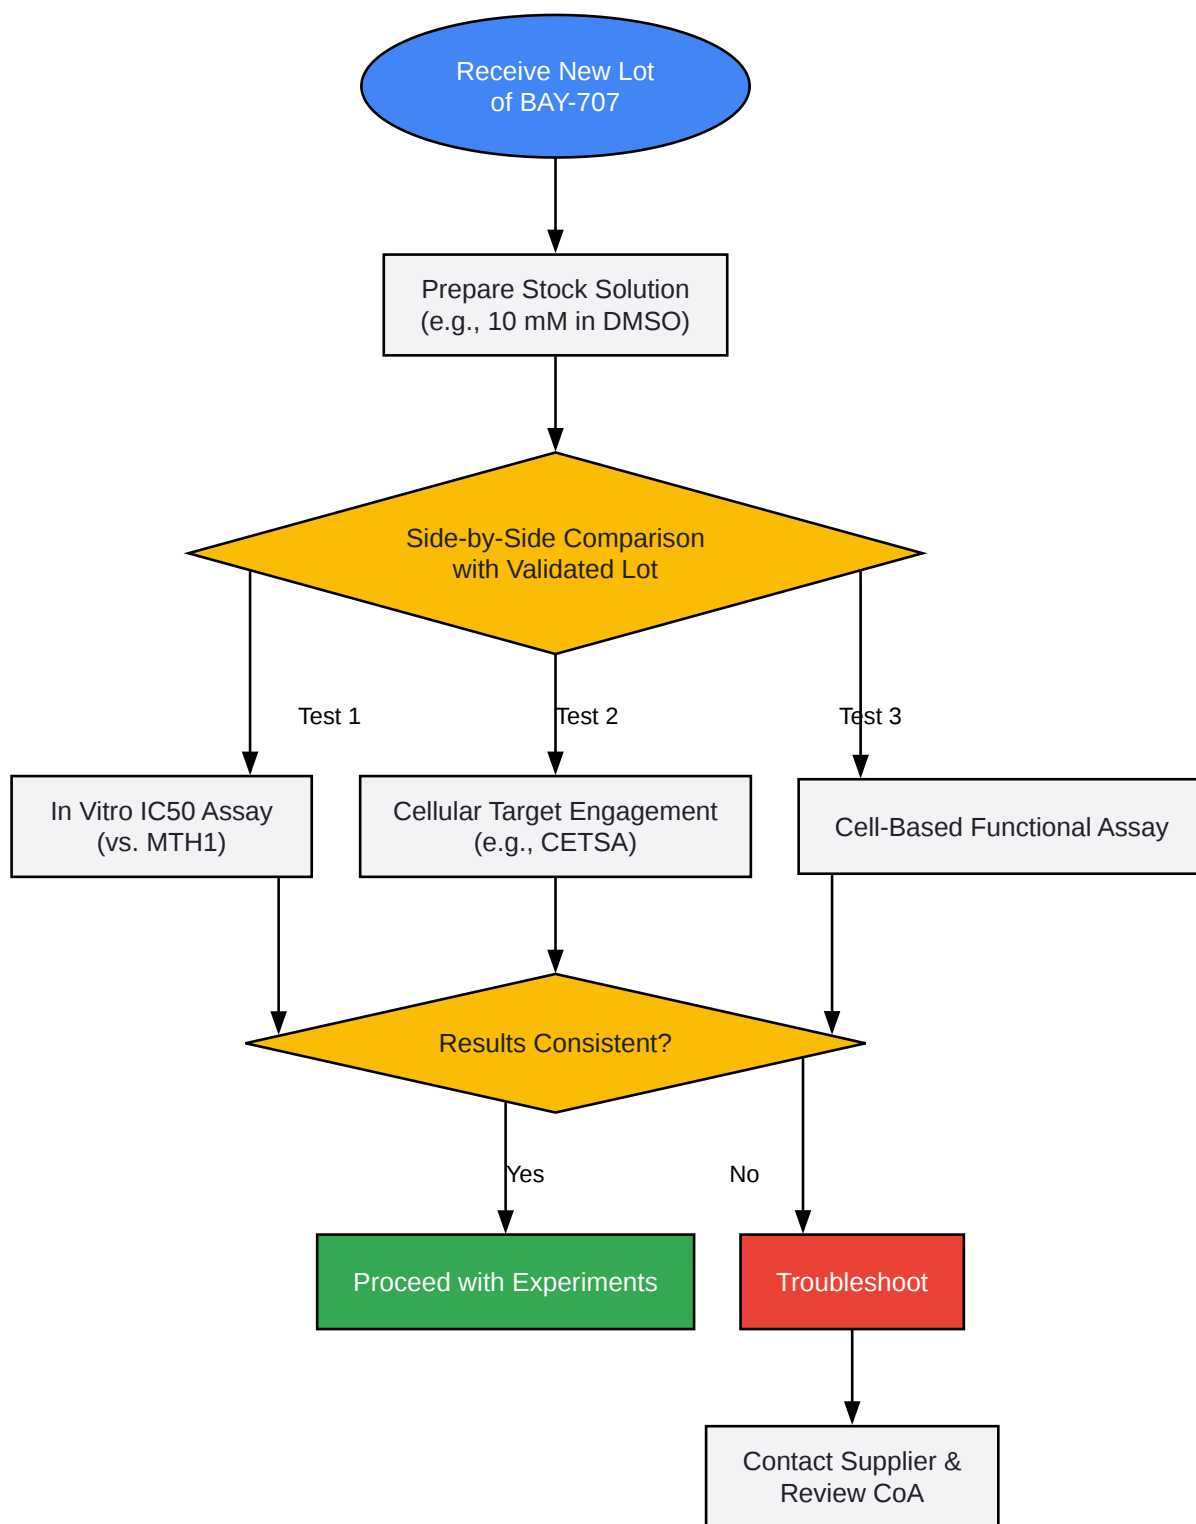 Receive New Lot
of BAY-707
Prepare Stock Solution
(e.g., 10 mM in DMSO)
Side-by-Side Comparison
with Validated Lot
Test 1
Test 2
Test 3
In Vitro IC50 Assay
(vs. MTH1)
Cellular Target Engagement
(e.g., CETSA)
Cell-Based Functional Assay
Results Consistent?
Yes
No
Proceed with Experiments
Troubleshoot
Contact Supplier &
Review CoA